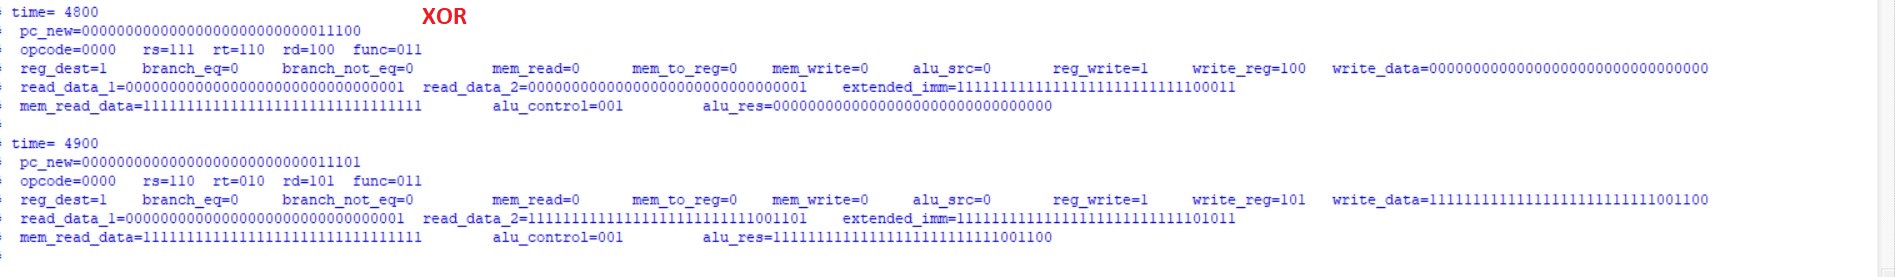 XOR
time= 4800
pc_new=00000000000000000000000000011100
opcode=0000 rs=111 rt=110 rd=100 func=011
reg_dest=1 branch_eq=0 branch_not_eq=0 mem_read=0 mem_to_reg=0 mem_write=0 alu_src=0 reg_write=1 write_reg=100 write_data=00000000000000000000000000000000
read_data_1=00000000000000000000000000000001 read_data_2=00000000000000000000000000000001 extended_imm=11111111111111111111111111100011
mem_read_data=11111111111111111111111111111111 alu_control=001 alu_res=00000000000000000000000000000000
time= 4900
pc_new=00000000000000000000000000011101
opcode=0000 rs=110 rt=010 rd=101 func=011
reg_dest=1 branch_eq=0 branch_not_eq=0 mem_read=0 mem_to_reg=0 mem_write=0 alu_src=0 reg_write=1 write_reg=101 write_data=11111111111111111111111111001100
read_data_1=00000000000000000000000000000001 read_data_2=11111111111111111111111111001101 extended_imm=11111111111111111111111111101011
mem_read_data=11111111111111111111111111111111 alu_control=001 alu_res=11111111111111111111111111001100